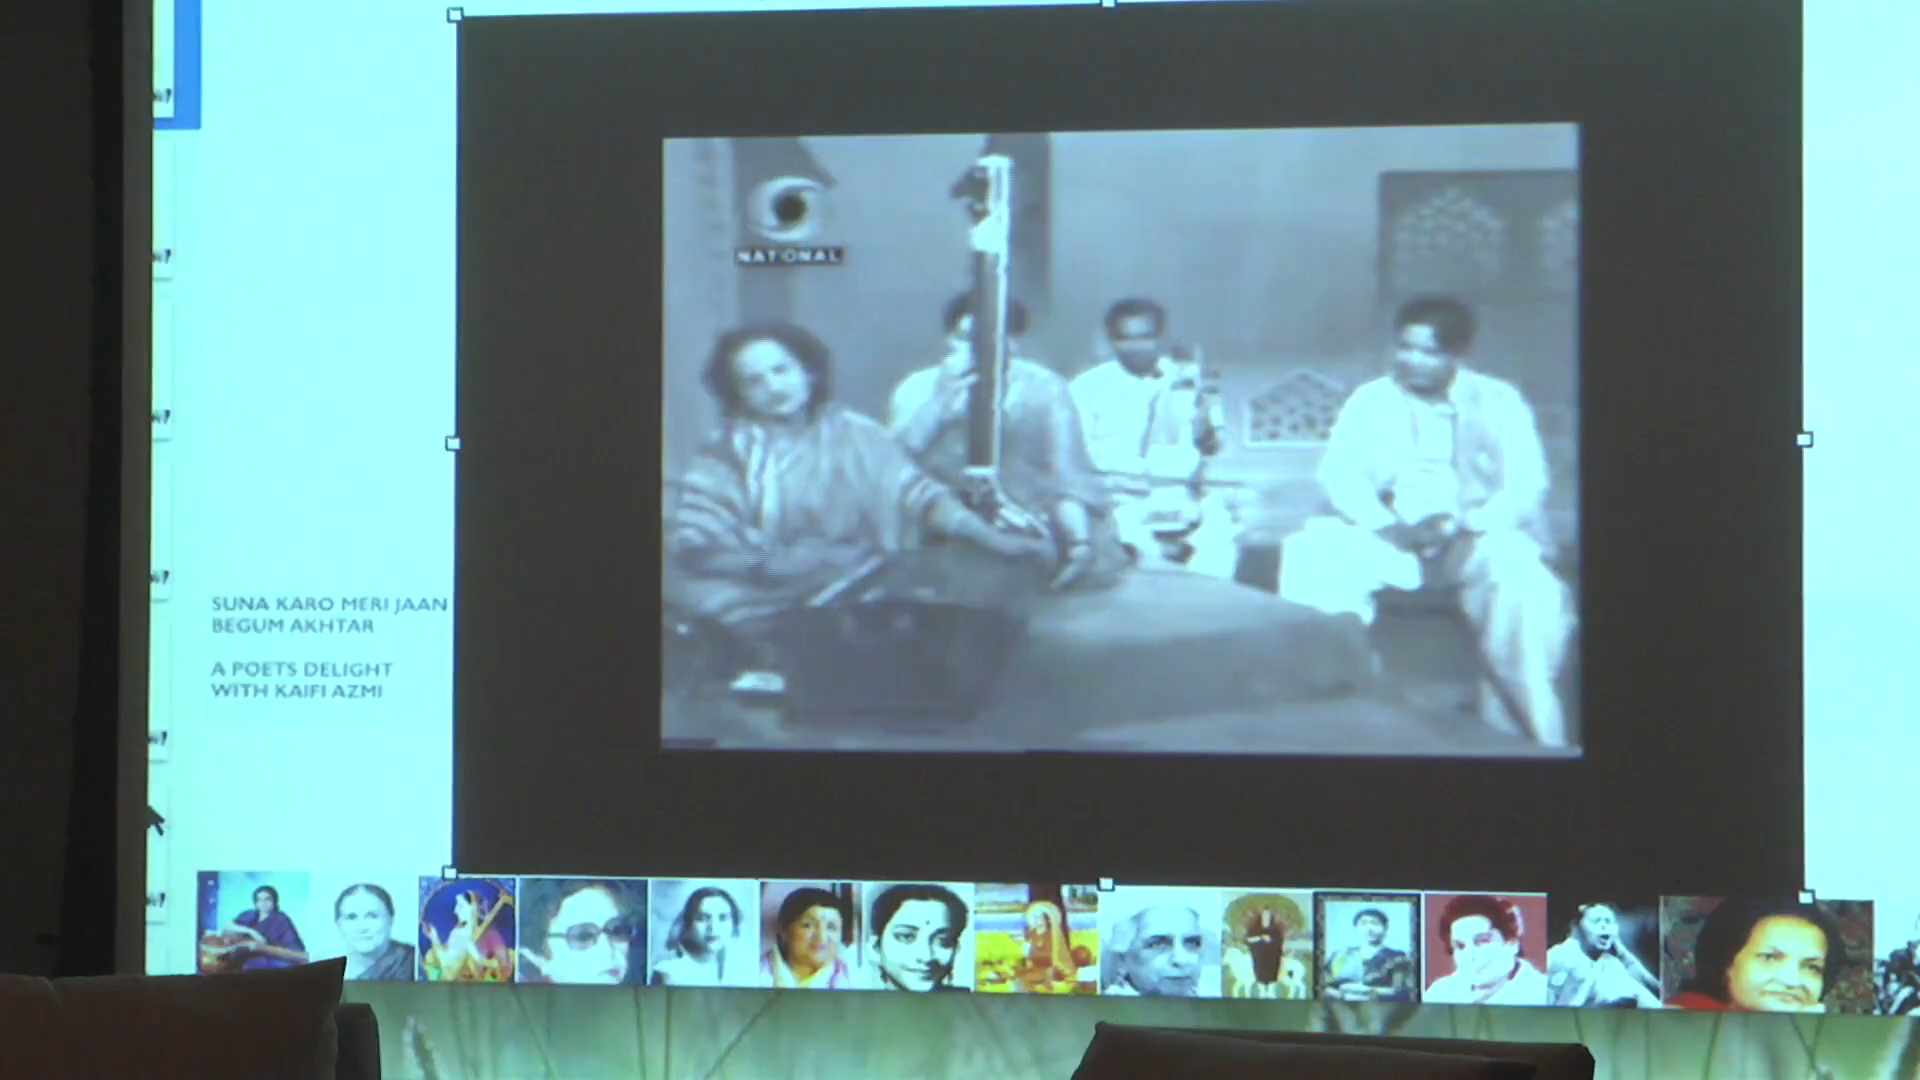 NATIONAL
SUNA KARO MERI JAAN
BEGUM AKHTAR
A POETS DELIGHT
WITH KAIFI AZMI